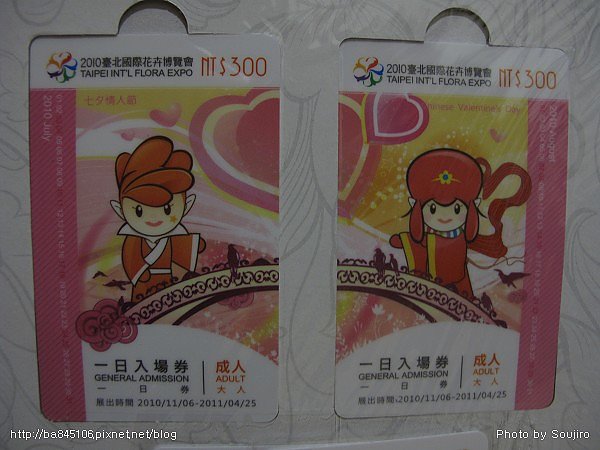 2010臺北國際花卉博覽會
TAIPEI INT'L FLORA EXPO
NT$300
七夕情人節
2010 July
一日入場券
GENERAL ADMISSION
一日券
成人
ADULT
大人
展出時間 2010/11/06-2011/04/25
2010臺北國際花卉博覽會
TAIPEI INT'L FLORA EXPO
NT$300
Chinese Valentine's Day
2010 August
一日入場券
GENERAL ADMISSION
一日券
成人
ADULT
大人
展出時間 2010/11/06-2011/04/25
http://ba845106.pixnet.net/blog
Photo by Soujiro